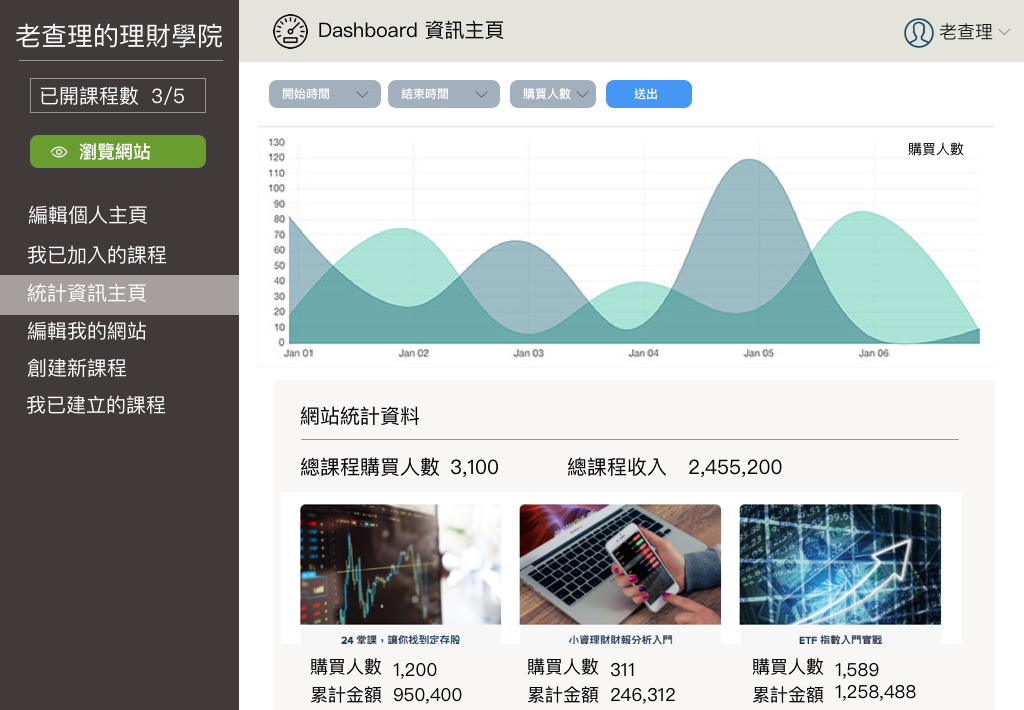 老查理的理財學院
已開課程數 3/5
瀏覽網站
編輯個人主頁
我已加入的課程
統計資訊主頁
編輯我的網站
創建新課程
我已建立的課程
Dashboard 資訊主頁
老查理
開始時間
結束時間
購買人數
送出
購買人數
130
120
110
100
90
80
70
60
50
40
30
20
10
0
Jan 01
Jan 02
Jan 03
Jan 04
Jan 05
Jan 06
網站統計資料
總課程購買人數 3,100
總課程收入 2,455,200
24 堂課，讓你找到定存股
購買人數 1,200
累計金額 950,400
小資理財財報分析入門
購買人數 311
累計金額 246,312
ETF 指數入門實戰
購買人數 1,589
累計金額 1,258,488